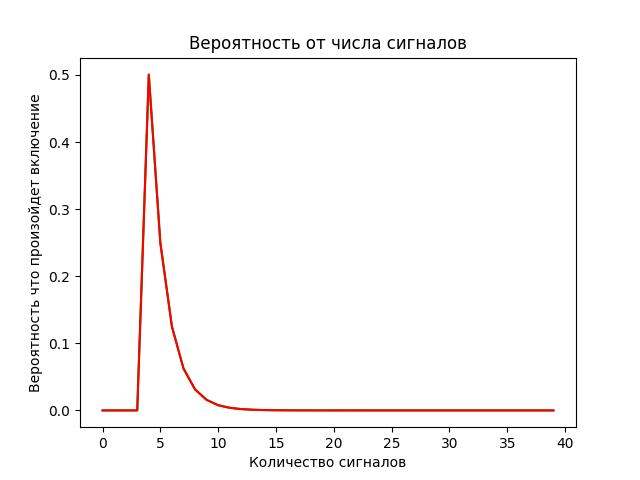 Вероятность от числа сигналов
Вероятность что произойдет включение
0.5
0.4
0.3
0.2
0.1
0.0
0 5 10 15 20 25 30 35 40
Количество сигналов